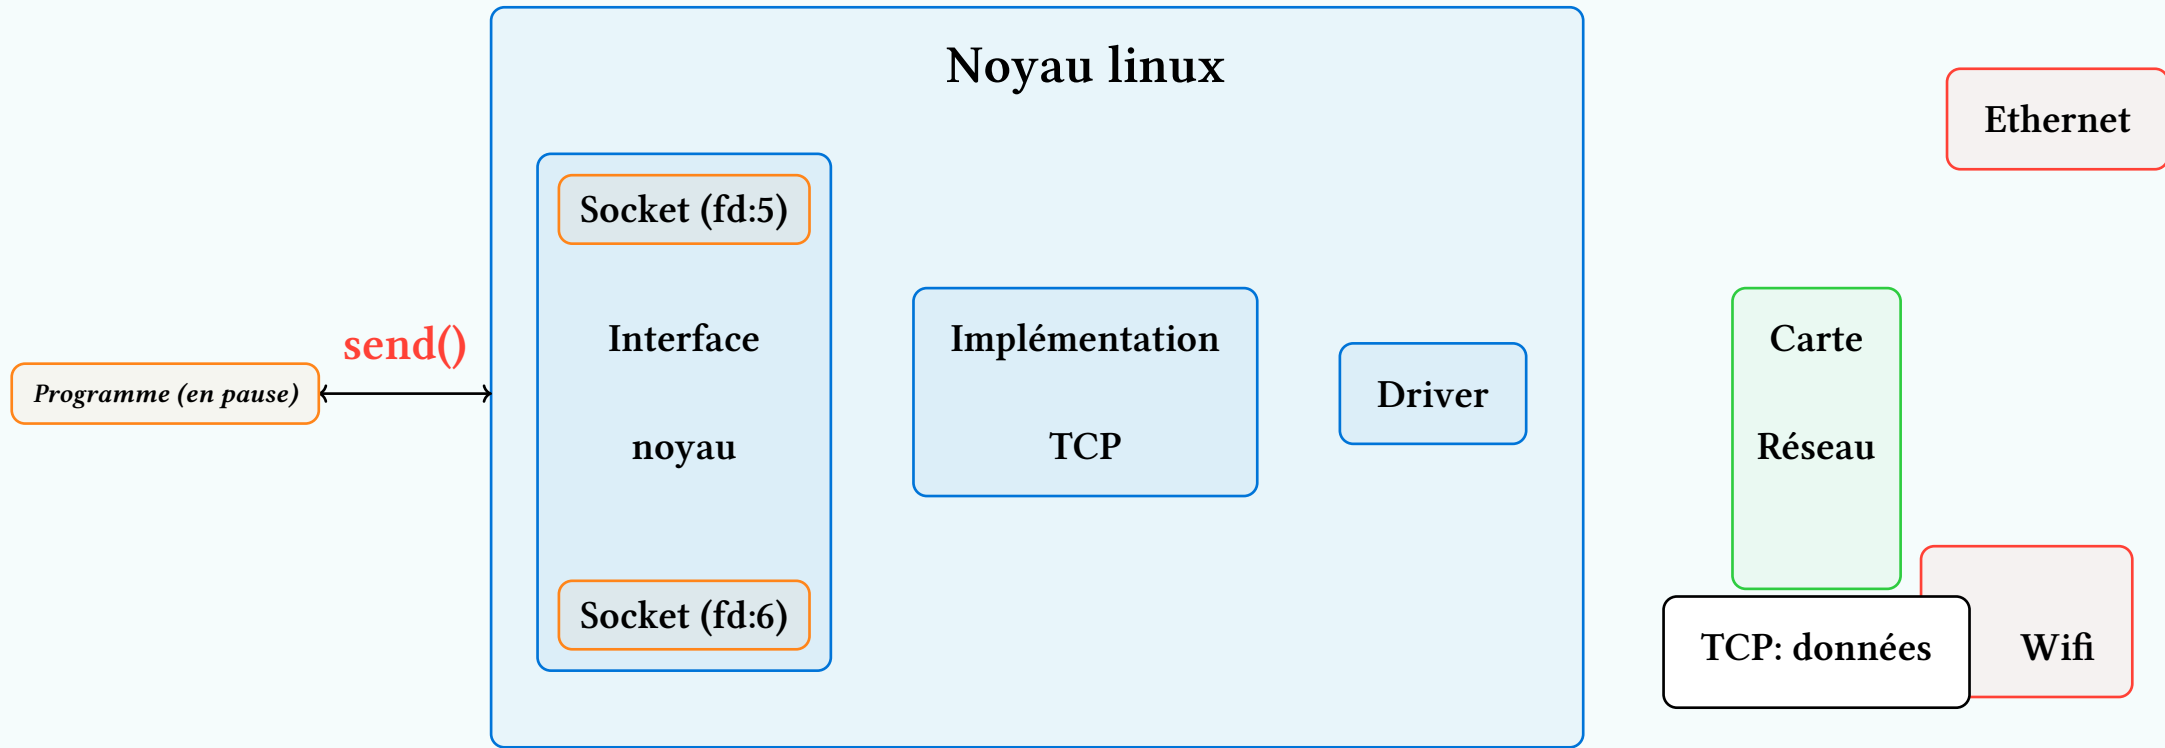 Noyau linux
Ethernet
Socket (fd:5)
send()
Programme (en pause)
Interface
noyau
Implémentation
TCP
Driver
Carte
Réseau
Socket (fd:6)
TCP: données
Wifi